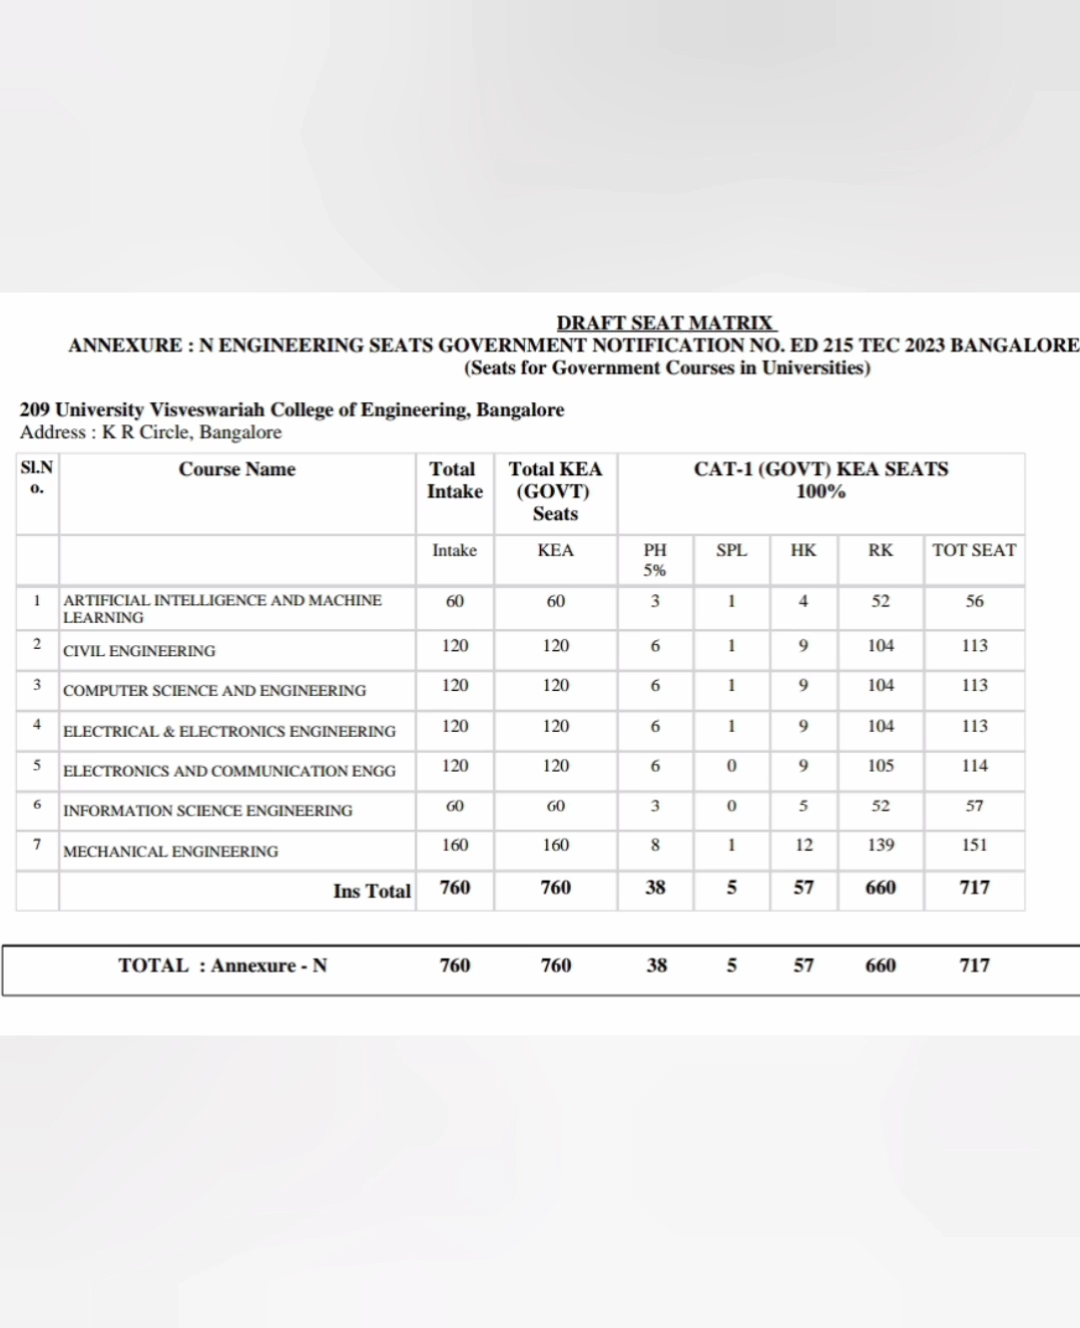 DRAFT SEAT MATRIX
ANNEXURE : N ENGINEERING SEATS GOVERNMENT NOTIFICATION NO. ED 215 TEC 2023 BANGALORE
(Seats for Government Courses in Universities)
209 University Visveswariah College of Engineering, Bangalore
Address : K R Circle, Bangalore
Sl.N Course Name Total Total KEA CAT-1 (GOVT) KEA SEATS
o. Intake (GOVT) 100%
Seats
Intake KEA PH SPL HK RK TOT SEAT
5%
1 ARTIFICIAL INTELLIGENCE AND MACHINE 60 60 3 1 4 52 56
LEARNING
2 CIVIL ENGINEERING 120 120 6 1 9 104 113
3 COMPUTER SCIENCE AND ENGINEERING 120 120 6 1 9 104 113
4 ELECTRICAL & ELECTRONICS ENGINEERING 120 120 6 1 9 104 113
5 ELECTRONICS AND COMMUNICATION ENGG 120 120 6 0 9 105 114
6 INFORMATION SCIENCE ENGINEERING 60 60 3 0 5 52 57
7 MECHANICAL ENGINEERING 160 160 8 1 12 139 151
Ins Total 760 760 38 5 57 660 717
TOTAL : Annexure - N 760 760 38 5 57 660 717